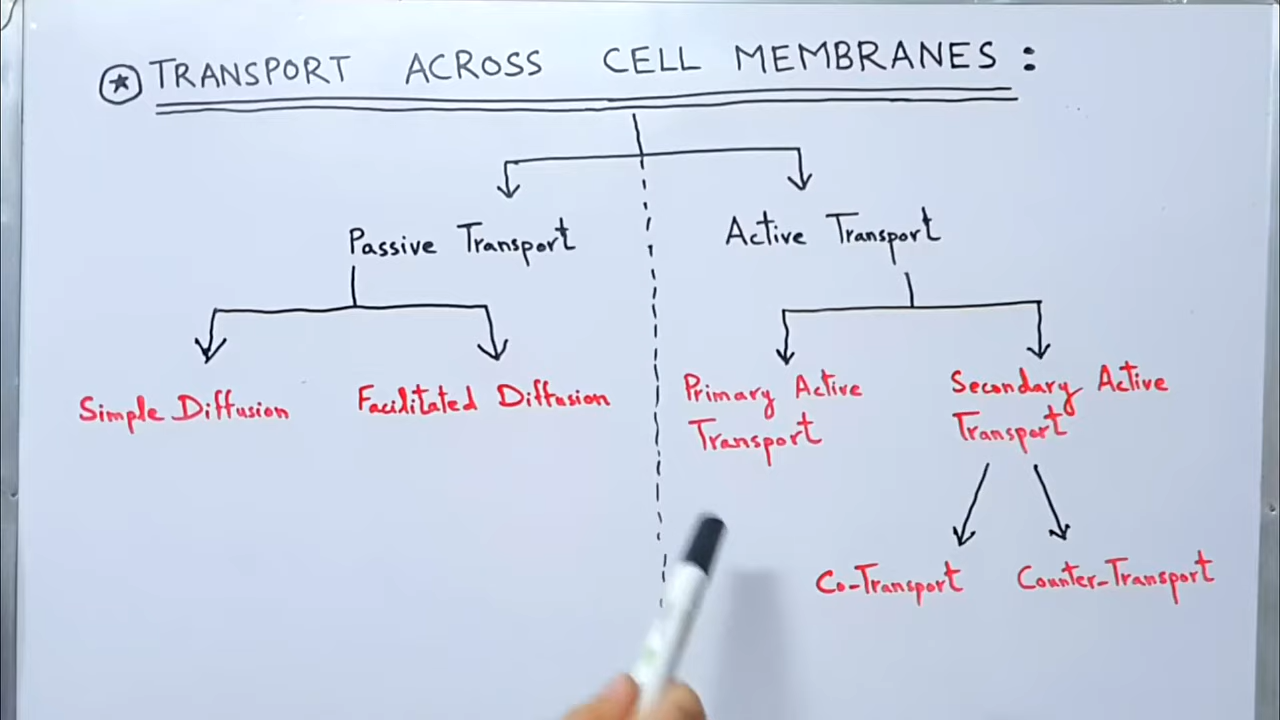 TRANSPORT ACROSS CELL MEMBRANES:
Passive Transport
Active Transport
Simple Diffusion
Facilitated Diffusion
Primary Active
Transport
Secondary Active
Transport
Co-Transport
Counter-Transport